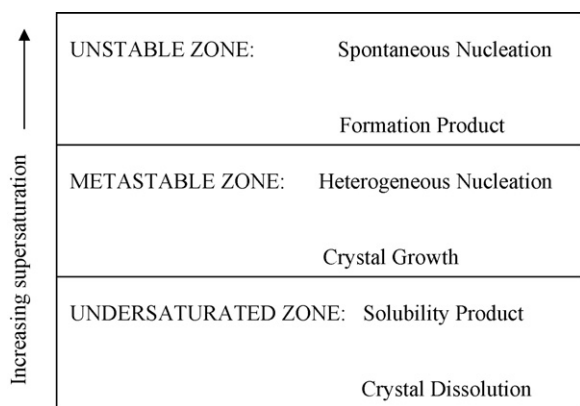 UNSTABLE ZONE: Spontaneous Nucleation
Formation Product
METASTABLE ZONE: Heterogeneous Nucleation
Crystal Growth
UNDERSATURATED ZONE: Solubility Product
Crystal Dissolution
Increasing supersaturation